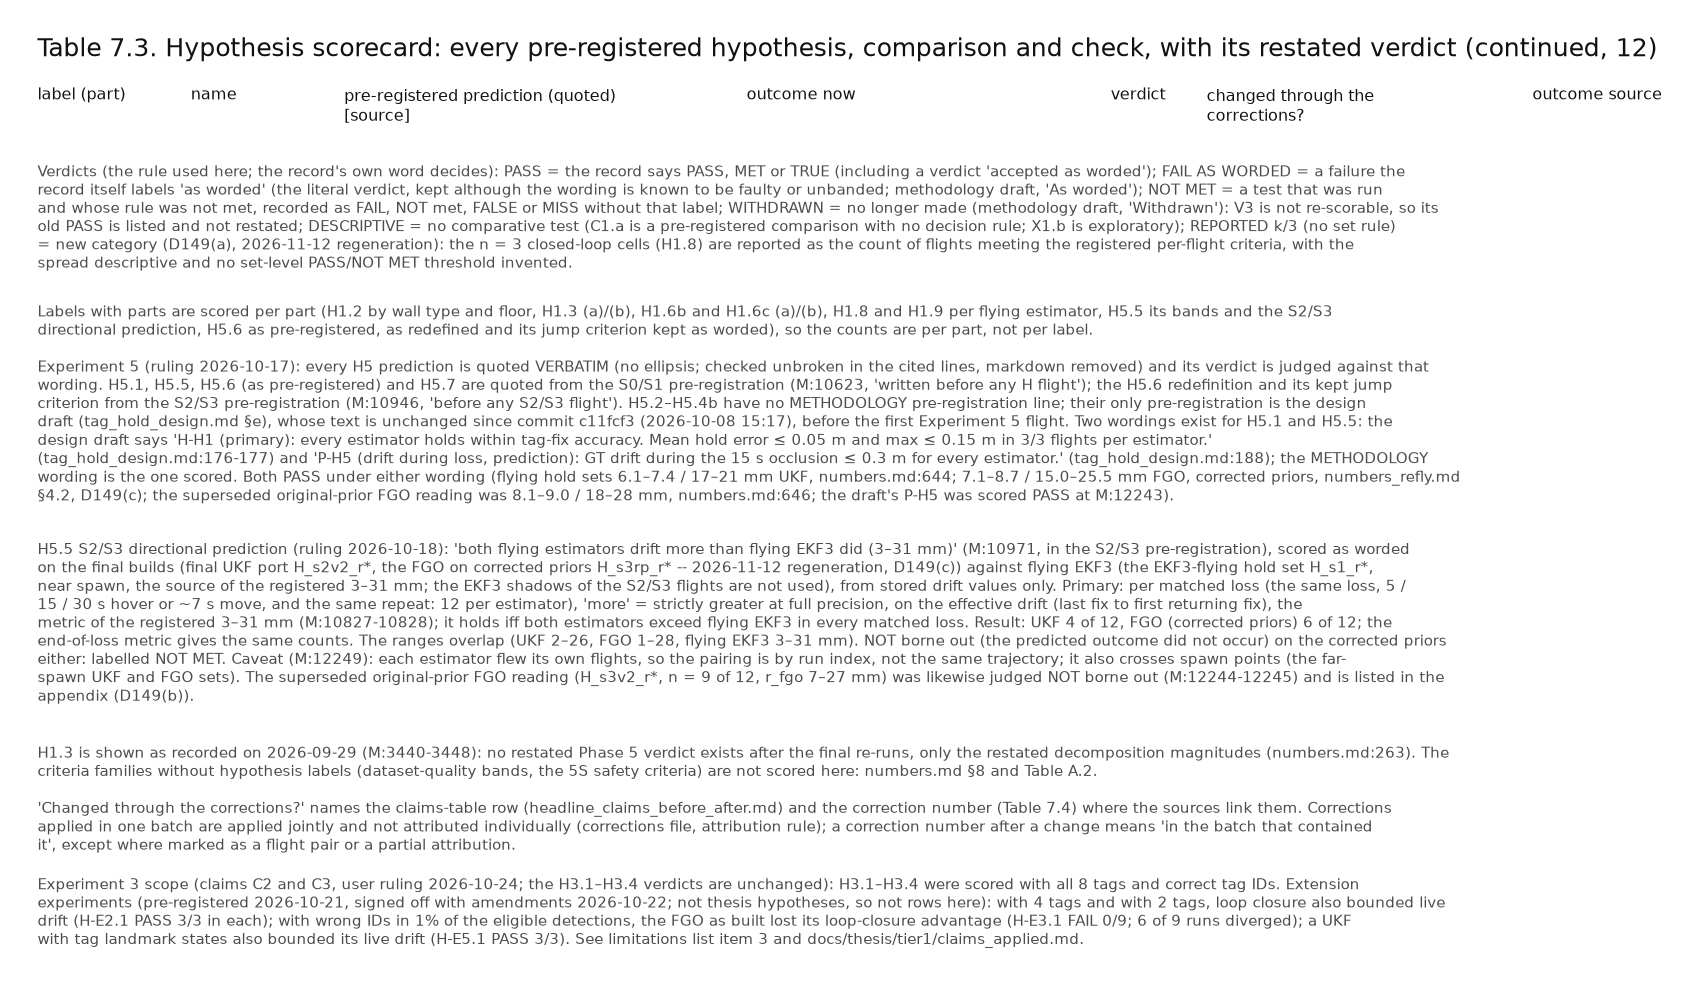 Table 7.3. Hypothesis scorecard: every pre-registered hypothesis, comparison and check, with its restated verdict (continued, 12)
label (part)
name
pre-registered prediction (quoted)
[source]
outcome now
verdict
changed through the
corrections?
outcome source
Verdicts (the rule used here; the record's own word decides): PASS = the record says PASS, MET or TRUE (including a verdict 'accepted as worded'); FAIL AS WORDED = a failure the
record itself labels 'as worded' (the literal verdict, kept although the wording is known to be faulty or unbanded; methodology draft, 'As worded'); NOT MET = a test that was run
and whose rule was not met, recorded as FAIL, NOT met, FALSE or MISS without that label; WITHDRAWN = no longer made (methodology draft, 'Withdrawn'): V3 is not re-scorable, so its
old PASS is listed and not restated; DESCRIPTIVE = no comparative test (C1.a is a pre-registered comparison with no decision rule; X1.b is exploratory); REPORTED k/3 (no set rule)
= new category (D149(a), 2026-11-12 regeneration): the n = 3 closed-loop cells (H1.8) are reported as the count of flights meeting the registered per-flight criteria, with the
spread descriptive and no set-level PASS/NOT MET threshold invented.
Labels with parts are scored per part (H1.2 by wall type and floor, H1.3 (a)/(b), H1.6b and H1.6c (a)/(b), H1.8 and H1.9 per flying estimator, H5.5 its bands and the S2/S3
directional prediction, H5.6 as pre-registered, as redefined and its jump criterion kept as worded), so the counts are per part, not per label.
Experiment 5 (ruling 2026-10-17): every H5 prediction is quoted VERBATIM (no ellipsis; checked unbroken in the cited lines, markdown removed) and its verdict is judged against that
wording. H5.1, H5.5, H5.6 (as pre-registered) and H5.7 are quoted from the S0/S1 pre-registration (M:10623, 'written before any H flight'); the H5.6 redefinition and its kept jump
criterion from the S2/S3 pre-registration (M:10946, 'before any S2/S3 flight'). H5.2–H5.4b have no METHODOLOGY pre-registration line; their only pre-registration is the design
draft (tag_hold_design.md §e), whose text is unchanged since commit c11fcf3 (2026-10-08 15:17), before the first Experiment 5 flight. Two wordings exist for H5.1 and H5.5: the
design draft says 'H-H1 (primary): every estimator holds within tag-fix accuracy. Mean hold error ≤ 0.05 m and max ≤ 0.15 m in 3/3 flights per estimator.'
(tag_hold_design.md:176-177) and 'P-H5 (drift during loss, prediction): GT drift during the 15 s occlusion ≤ 0.3 m for every estimator.' (tag_hold_design.md:188); the METHODOLOGY
wording is the one scored. Both PASS under either wording (flying hold sets 6.1–7.4 / 17–21 mm UKF, numbers.md:644; 7.1–8.7 / 15.0–25.5 mm FGO, corrected priors, numbers_refly.md
§4.2, D149(c); the superseded original-prior FGO reading was 8.1–9.0 / 18–28 mm, numbers.md:646; the draft's P-H5 was scored PASS at M:12243).
H5.5 S2/S3 directional prediction (ruling 2026-10-18): 'both flying estimators drift more than flying EKF3 did (3–31 mm)' (M:10971, in the S2/S3 pre-registration), scored as worded
on the final builds (final UKF port H_s2v2_r*, the FGO on corrected priors H_s3rp_r* -- 2026-11-12 regeneration, D149(c)) against flying EKF3 (the EKF3-flying hold set H_s1_r*,
near spawn, the source of the registered 3–31 mm; the EKF3 shadows of the S2/S3 flights are not used), from stored drift values only. Primary: per matched loss (the same loss, 5 /
15 / 30 s hover or ~7 s move, and the same repeat: 12 per estimator), 'more' = strictly greater at full precision, on the effective drift (last fix to first returning fix), the
metric of the registered 3–31 mm (M:10827-10828); it holds iff both estimators exceed flying EKF3 in every matched loss. Result: UKF 4 of 12, FGO (corrected priors) 6 of 12; the
end-of-loss metric gives the same counts. The ranges overlap (UKF 2–26, FGO 1–28, flying EKF3 3–31 mm). NOT borne out (the predicted outcome did not occur) on the corrected priors
either: labelled NOT MET. Caveat (M:12249): each estimator flew its own flights, so the pairing is by run index, not the same trajectory; it also crosses spawn points (the far-
spawn UKF and FGO sets). The superseded original-prior FGO reading (H_s3v2_r*, n = 9 of 12, r_fgo 7–27 mm) was likewise judged NOT borne out (M:12244-12245) and is listed in the
appendix (D149(b)).
H1.3 is shown as recorded on 2026-09-29 (M:3440-3448): no restated Phase 5 verdict exists after the final re-runs, only the restated decomposition magnitudes (numbers.md:263). The
criteria families without hypothesis labels (dataset-quality bands, the 5S safety criteria) are not scored here: numbers.md §8 and Table A.2.
'Changed through the corrections?' names the claims-table row (headline_claims_before_after.md) and the correction number (Table 7.4) where the sources link them. Corrections
applied in one batch are applied jointly and not attributed individually (corrections file, attribution rule); a correction number after a change means 'in the batch that contained
it', except where marked as a flight pair or a partial attribution.
Experiment 3 scope (claims C2 and C3, user ruling 2026-10-24; the H3.1–H3.4 verdicts are unchanged): H3.1–H3.4 were scored with all 8 tags and correct tag IDs. Extension
experiments (pre-registered 2026-10-21, signed off with amendments 2026-10-22; not thesis hypotheses, so not rows here): with 4 tags and with 2 tags, loop closure also bounded live
drift (H-E2.1 PASS 3/3 in each); with wrong IDs in 1% of the eligible detections, the FGO as built lost its loop-closure advantage (H-E3.1 FAIL 0/9; 6 of 9 runs diverged); a UKF
with tag landmark states also bounded its live drift (H-E5.1 PASS 3/3). See limitations list item 3 and docs/thesis/tier1/claims_applied.md.